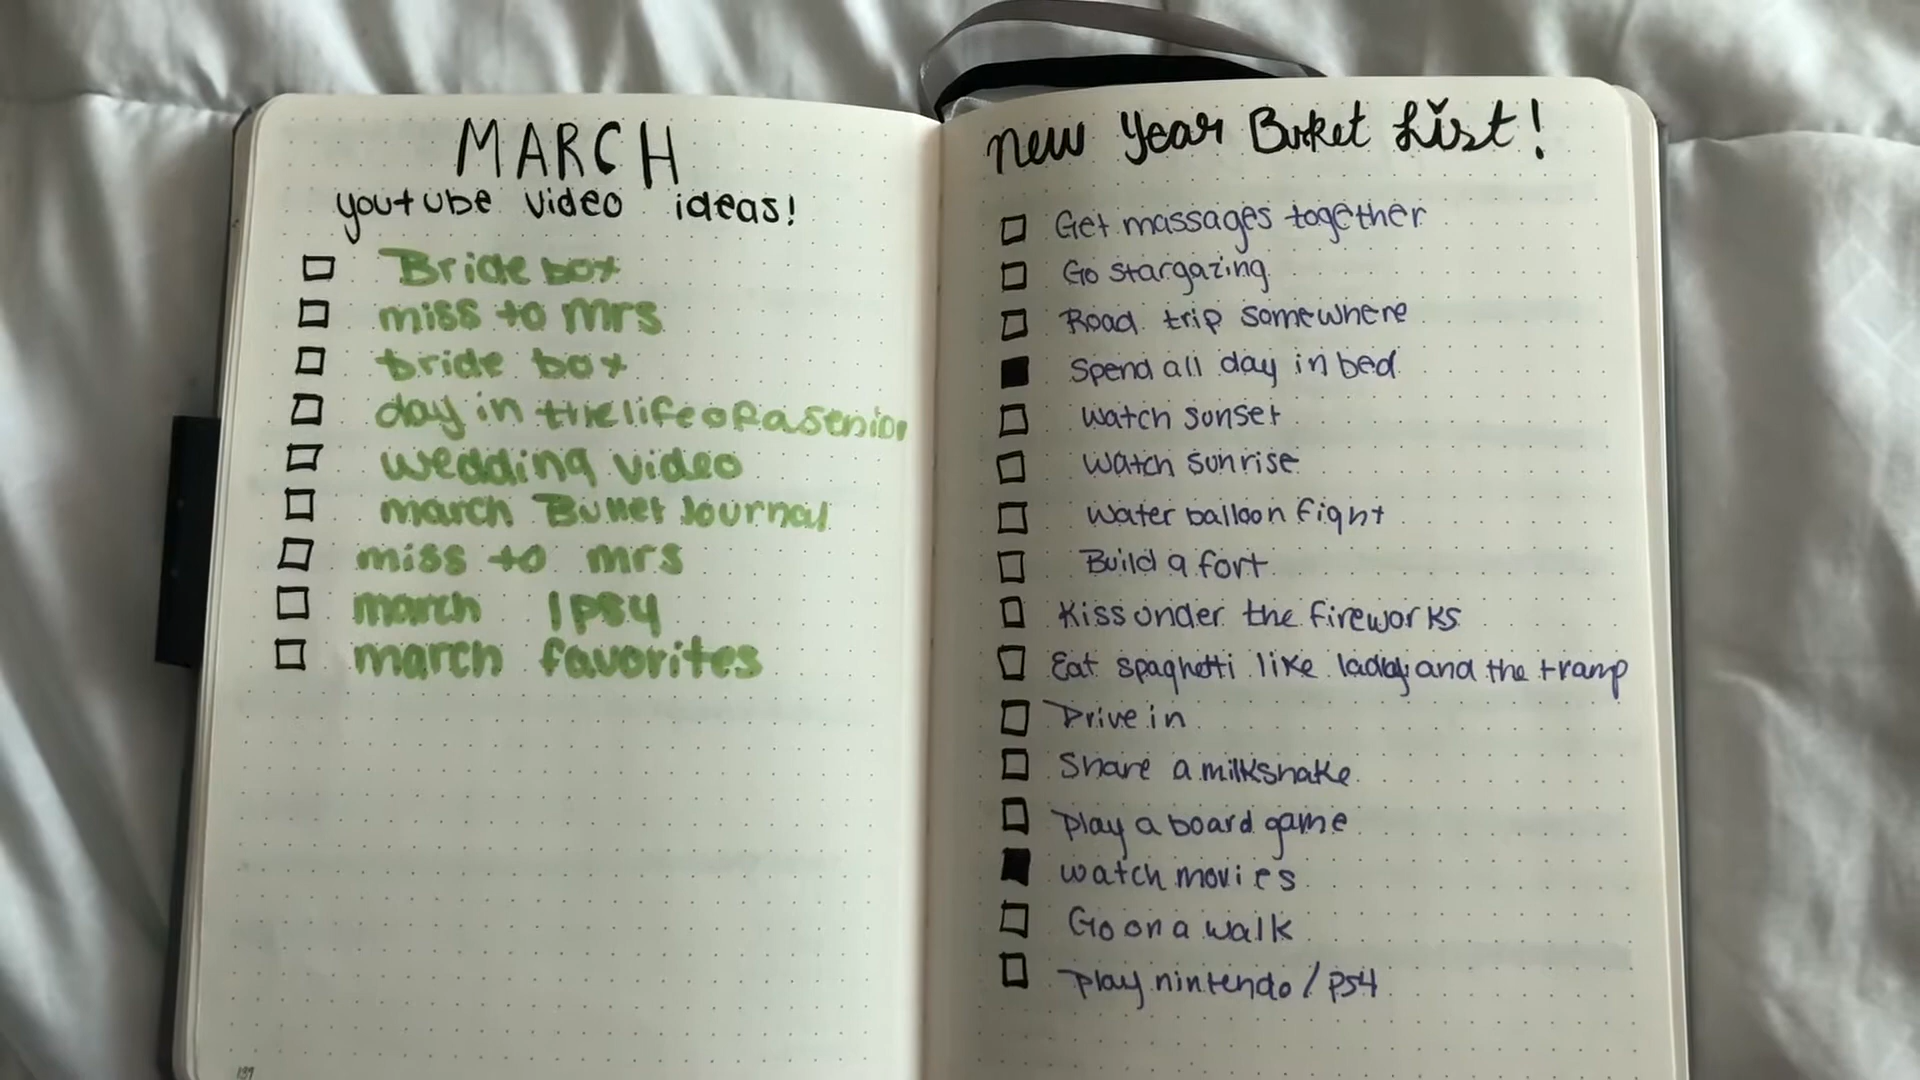 MARCH
youtube video ideas!
Bride box
miss to mrs
bride box
day in the life of a senior
wedding video
march Bullet Journal
miss to mrs
march Ipsy
march favorites
139
New Year Bucket List!
Get massages together
Go stargazing
Road trip somewhere
Spend all day in bed
Watch sunset
Watch sunrise
Water balloon fight
Build a fort
Kiss under the fireworks
Eat spaghetti like lady and the tramp
Drive in
Share a milkshake
Play a board game
watch movies
Go on a walk
Play nintendo / ps4